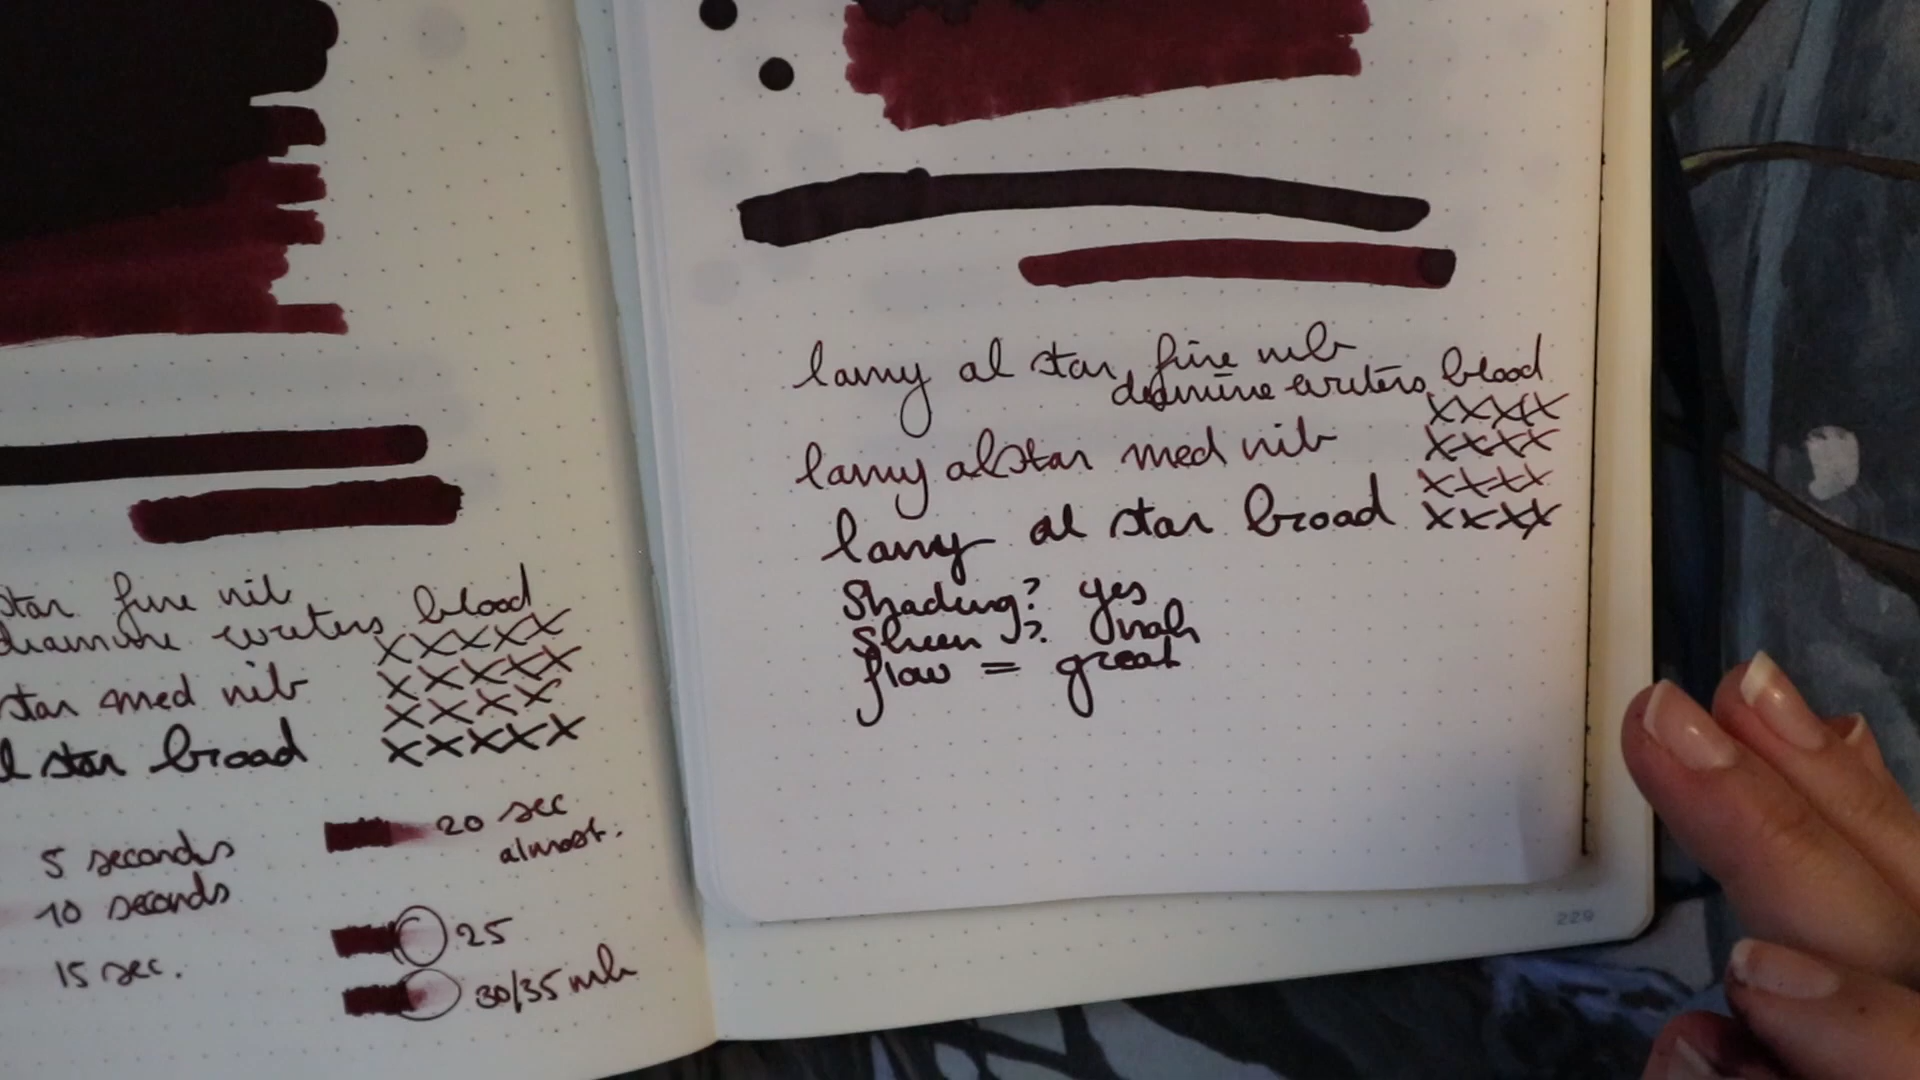 star fine nib
diamine writers blood
xxxxx
xxxxx
star med nib
xxxx
l star broad
xxxxx
5 seconds
10 seconds
15 sec.
20 sec
almost.
25
30/35
lamy al star fine nib
diamine writers blood
xxxxx
lamy alstar med nib
xxxx
xxxx
lamy al star broad
xxxx
Shading? yes
Sheen? nah
flow = great
229